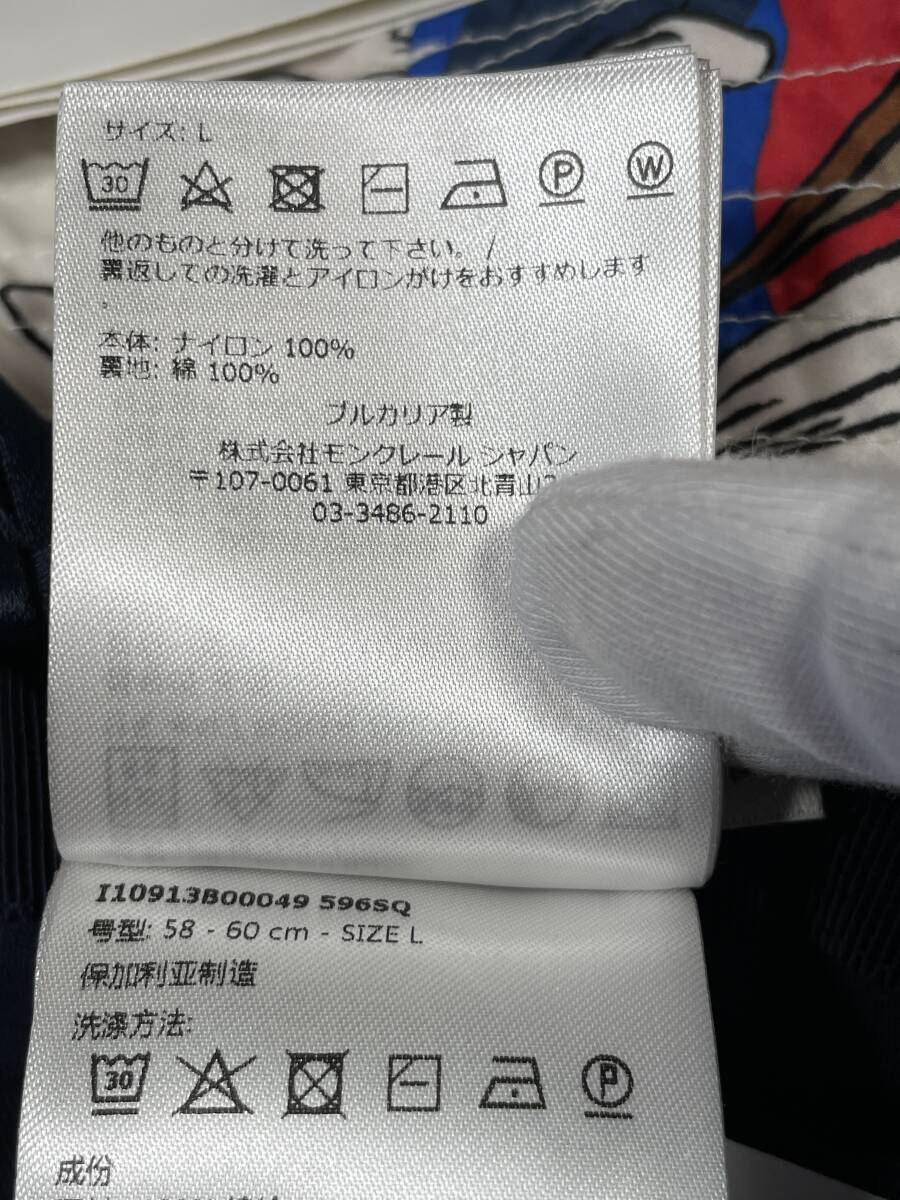 サイズ: L
30
P W
他のものと分けて洗って下さい。/
裏返しての洗濯とアイロンがけをおすすめします
。
本体: ナイロン 100%
裏地: 綿 100%
ブルガリア製
株式会社モンクレール ジャパン
〒107-0061 東京都港区北青山
03-3486-2110
I10913B00049 596SQ
号型: 58 - 60 cm - SIZE L
保加利亚制造
洗涤方法:
30
P
成份